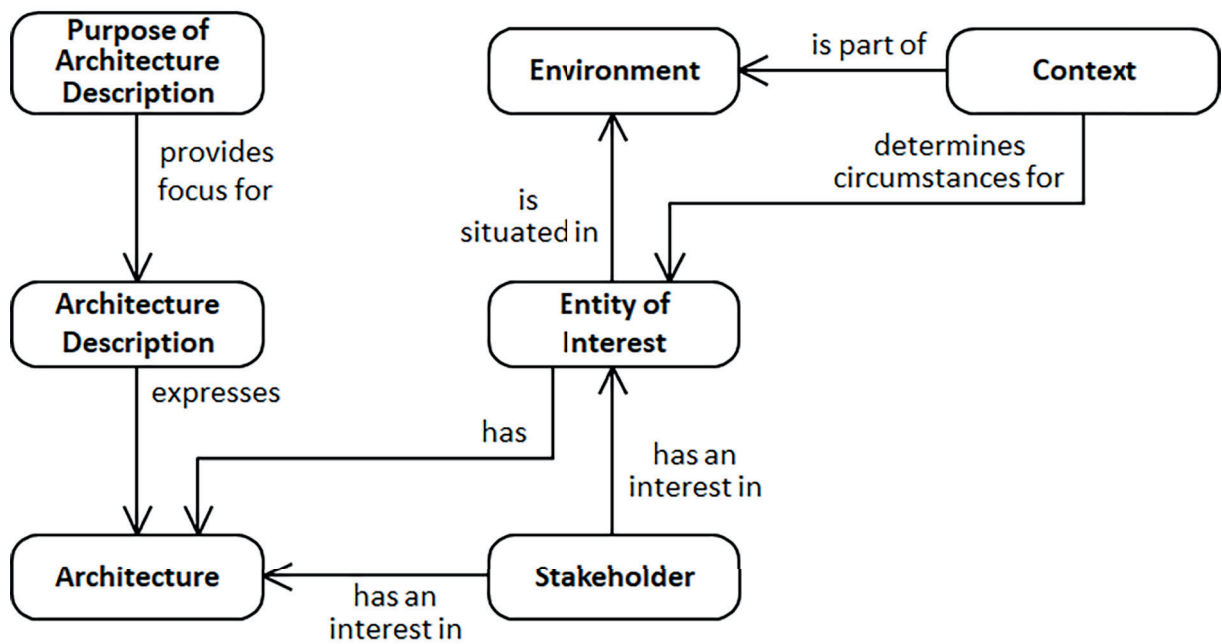 Purpose of
Architecture
Description
Environment
is part of
Context
provides
focus for
determines
circumstances for
is
situated in
Architecture
Description
Entity of
Interest
expresses
has
has an
interest in
Architecture
has an
interest in
Stakeholder